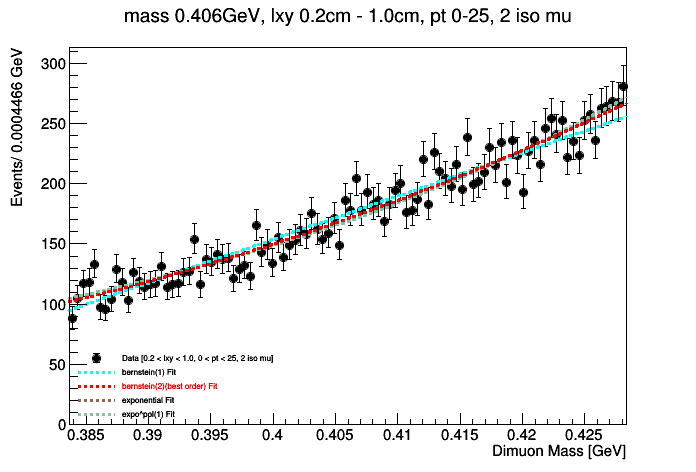 mass 0.406GeV, lxy 0.2cm - 1.0cm, pt 0-25, 2 iso mu
Events/ 0.0004466 GeV
300
250
200
150
100
50
0
Data [0.2 < lxy < 1.0, 0 < pt < 25, 2 iso mu]
bernstein(1) Fit
bernstein(2)(best order) Fit
exponential Fit
expo*pol(1) Fit
0.385 0.39 0.395 0.4 0.405 0.41 0.415 0.42 0.425
Dimuon Mass [GeV]